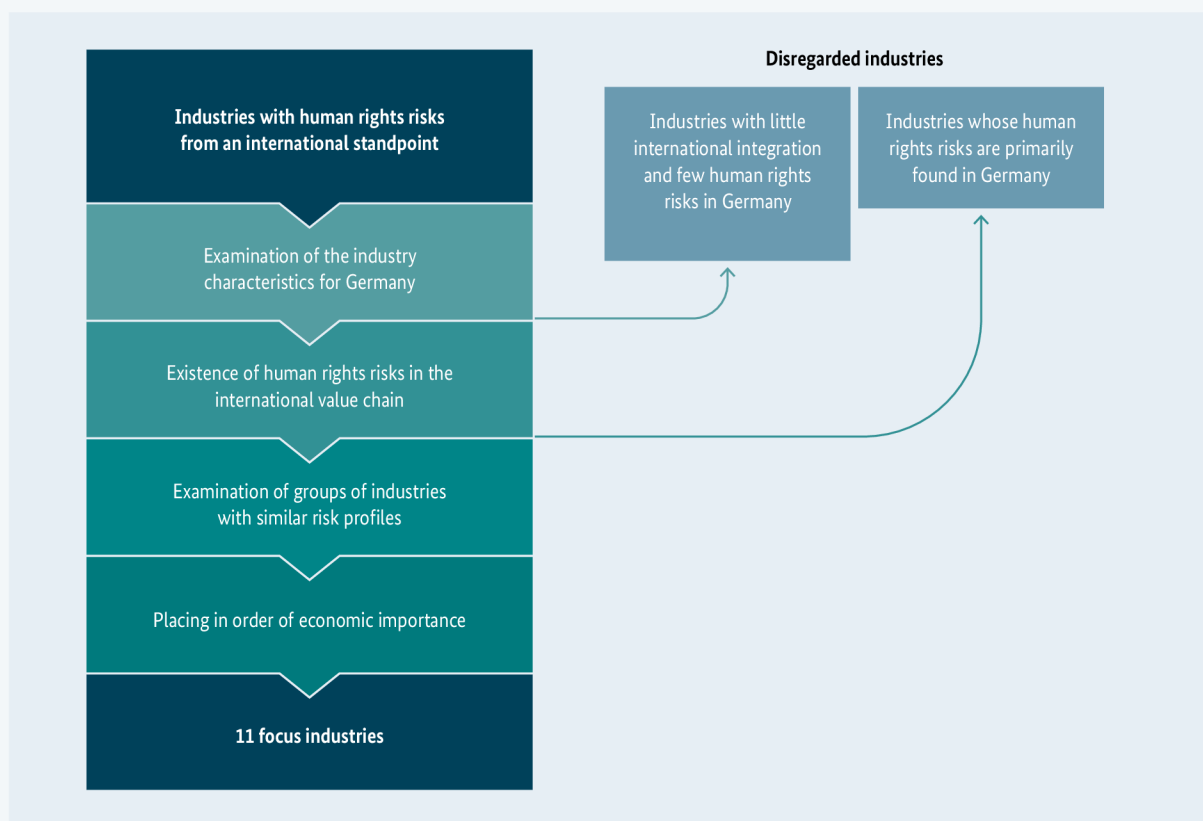 Industries with human rights risks
from an international standpoint
Examination of the industry
characteristics for Germany
Existence of human rights risks in the
international value chain
Examination of groups of industries
with similar risk profiles
Placing in order of economic importance
11 focus industries
Disregarded industries
Industries with little
international integration
and few human rights
risks in Germany
Industries whose human
rights risks are primarily
found in Germany